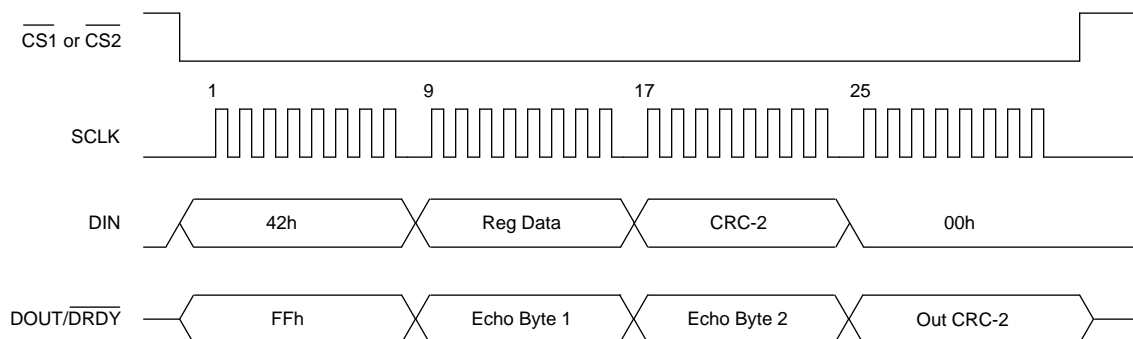 CS1 or CS2
1 9 17 25
SCLK
DIN 42h Reg Data CRC-2 00h
DOUT/DRDY FFh Echo Byte 1 Echo Byte 2 Out CRC-2